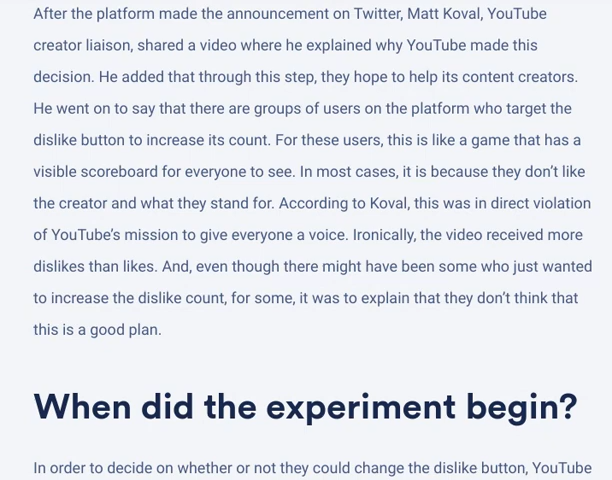 After the platform made the announcement on Twitter, Matt Koval, YouTube
creator liaison, shared a video where he explained why YouTube made this
decision. He added that through this step, they hope to help its content creators.
He went on to say that there are groups of users on the platform who target the
dislike button to increase its count. For these users, this is like a game that has a
visible scoreboard for everyone to see. In most cases, it is because they don’t like
the creator and what they stand for. According to Koval, this was in direct violation
of YouTube’s mission to give everyone a voice. Ironically, the video received more
dislikes than likes. And, even though there might have been some who just wanted
to increase the dislike count, for some, it was to explain that they don’t think that
this is a good plan.
When did the experiment begin?
In order to decide on whether or not they could change the dislike button, YouTube